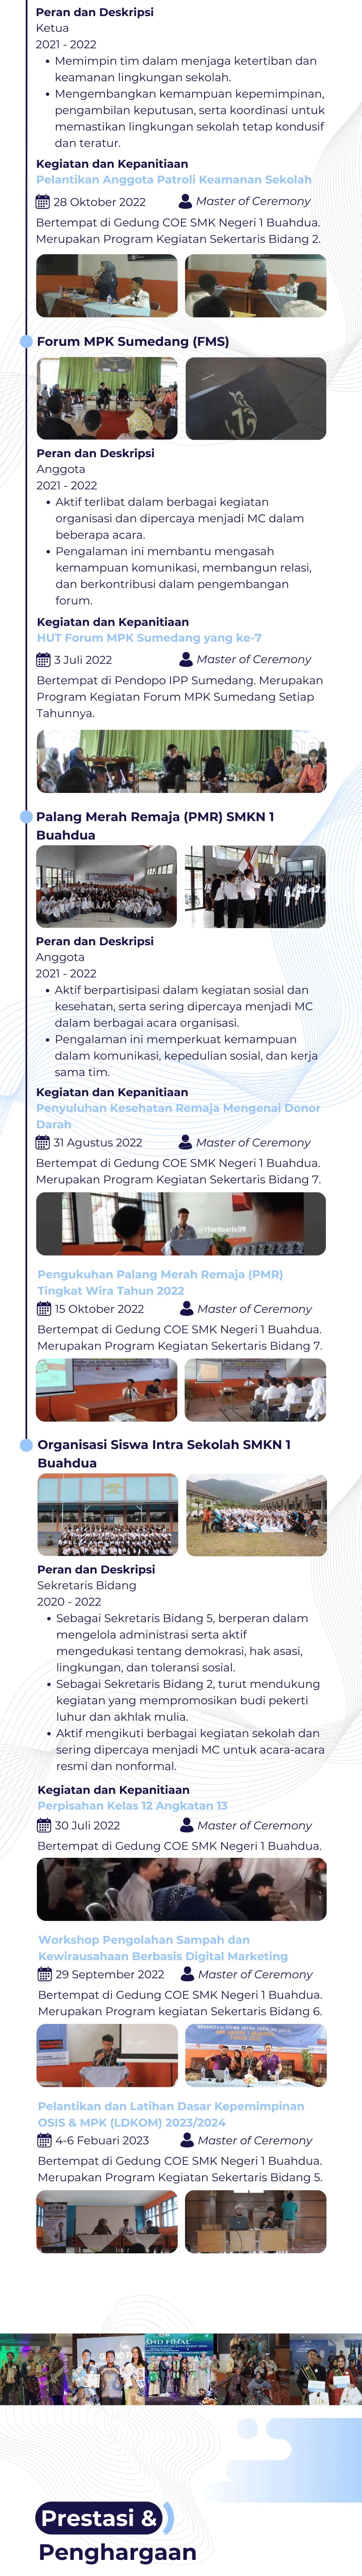 Peran dan Deskripsi
Ketua
2021 - 2022
• Memimpin tim dalam menjaga ketertiban dan
keamanan lingkungan sekolah.
• Mengembangkan kemampuan kepemimpinan,
pengambilan keputusan, serta koordinasi untuk
memastikan lingkungan sekolah tetap kondusif
dan teratur.
Kegiatan dan Kepanitiaan
Pelantikan Anggota Patroli Keamanan Sekolah
28 Oktober 2022 Master of Ceremony
Bertempat di Gedung COE SMK Negeri 1 Buahdua.
Merupakan Program Kegiatan Sekertaris Bidang 2.
Forum MPK Sumedang (FMS)
Peran dan Deskripsi
Anggota
2021 - 2022
• Aktif terlibat dalam berbagai kegiatan
organisasi dan dipercaya menjadi MC dalam
beberapa acara.
• Pengalaman ini membantu mengasah
kemampuan komunikasi, membangun relasi,
dan berkontribusi dalam pengembangan
forum.
Kegiatan dan Kepanitiaan
HUT Forum MPK Sumedang yang ke-7
3 Juli 2022 Master of Ceremony
Bertempat di Pendopo IPP Sumedang. Merupakan
Program Kegiatan Forum MPK Sumedang Setiap
Tahunnya.
Palang Merah Remaja (PMR) SMKN 1
Buahdua
Peran dan Deskripsi
Anggota
2021 - 2022
• Aktif berpartisipasi dalam kegiatan sosial dan
kesehatan, serta sering dipercaya menjadi MC
dalam berbagai acara organisasi.
• Pengalaman ini memperkuat kemampuan
dalam komunikasi, kepedulian sosial, dan kerja
sama tim.
Kegiatan dan Kepanitiaan
Penyuluhan Kesehatan Remaja Mengenai Donor
Darah
31 Agustus 2022 Master of Ceremony
Bertempat di Gedung COE SMK Negeri 1 Buahdua.
Merupakan Program Kegiatan Sekertaris Bidang 7.
@rtantoaris09
Pengukuhan Palang Merah Remaja (PMR)
Tingkat Wira Tahun 2022
15 Oktober 2022 Master of Ceremony
Bertempat di Gedung COE SMK Negeri 1 Buahdua.
Merupakan Program Kegiatan Sekertaris Bidang 7.
Organisasi Siswa Intra Sekolah SMKN 1
Buahdua
Peran dan Deskripsi
Sekretaris Bidang
2020 - 2022
• Sebagai Sekretaris Bidang 5, berperan dalam
mengelola administrasi serta aktif
mengedukasi tentang demokrasi, hak asasi,
lingkungan, dan toleransi sosial.
• Sebagai Sekretaris Bidang 2, turut mendukung
kegiatan yang mempromosikan budi pekerti
luhur dan akhlak mulia.
• Aktif mengikuti berbagai kegiatan sekolah dan
sering dipercaya menjadi MC untuk acara-acara
resmi dan nonformal.
Kegiatan dan Kepanitiaan
Perpisahan Kelas 12 Angkatan 13
30 Juli 2022 Master of Ceremony
Bertempat di Gedung COE SMK Negeri 1 Buahdua.
Workshop Pengolahan Sampah dan
Kewirausahaan Berbasis Digital Marketing
29 September 2022 Master of Ceremony
Bertempat di Gedung COE SMK Negeri 1 Buahdua.
Merupakan Program kegiatan Sekertaris Bidang 6.
Pelantikan dan Latihan Dasar Kepemimpinan
OSIS & MPK (LDKOM) 2023/2024
4-6 Febuari 2023 Master of Ceremony
Bertempat di Gedung COE SMK Negeri 1 Buahdua.
Merupakan Program Kegiatan Sekertaris Bidang 5.
Prestasi &
Penghargaan